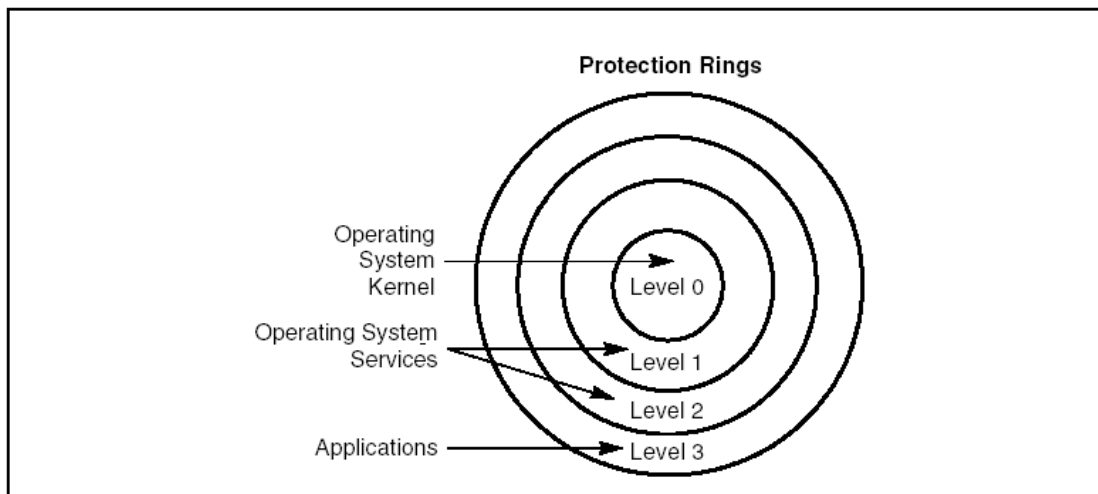 Protection Rings
Operating
System
Kernel
Level 0
Operating System
Services
Level 1
Level 2
Applications
Level 3